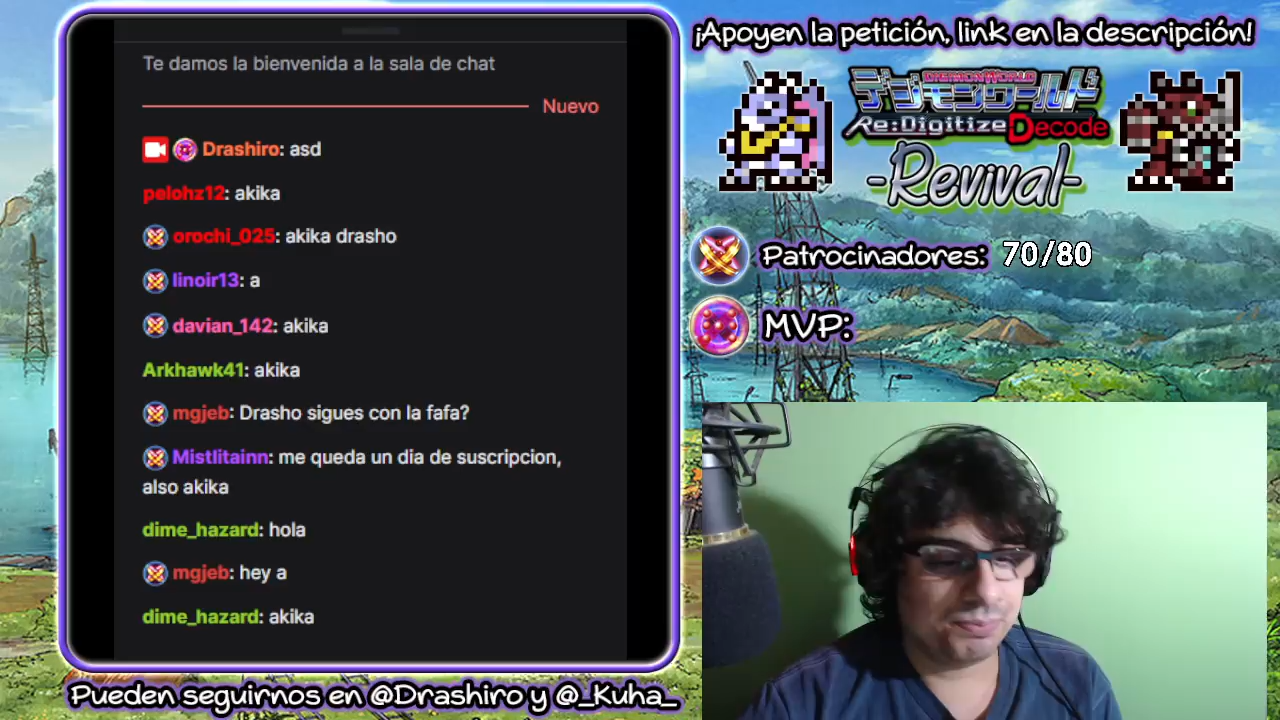 Te damos la bienvenida a la sala de chat
Nuevo
Drashiro: asd
pelohz12: akika
orochi_025: akika drasho
linoir13: a
davian_142: akika
Arkhawk41: akika
mgjeb: Drasho sigues con la fafa?
Mistlitainn: me queda un dia de suscripcion,
also akika
dime_hazard: hola
mgjeb: hey a
dime_hazard: akika
Pueden seguirnos en @Drashiro y @_Kuha_
¡Apoyen la petición, link en la descripción!
DIGIMON WORLD
デジモンワールド
Re:Digitize Decode
-Revival-
Patrocinadores: 70/80
MVP: